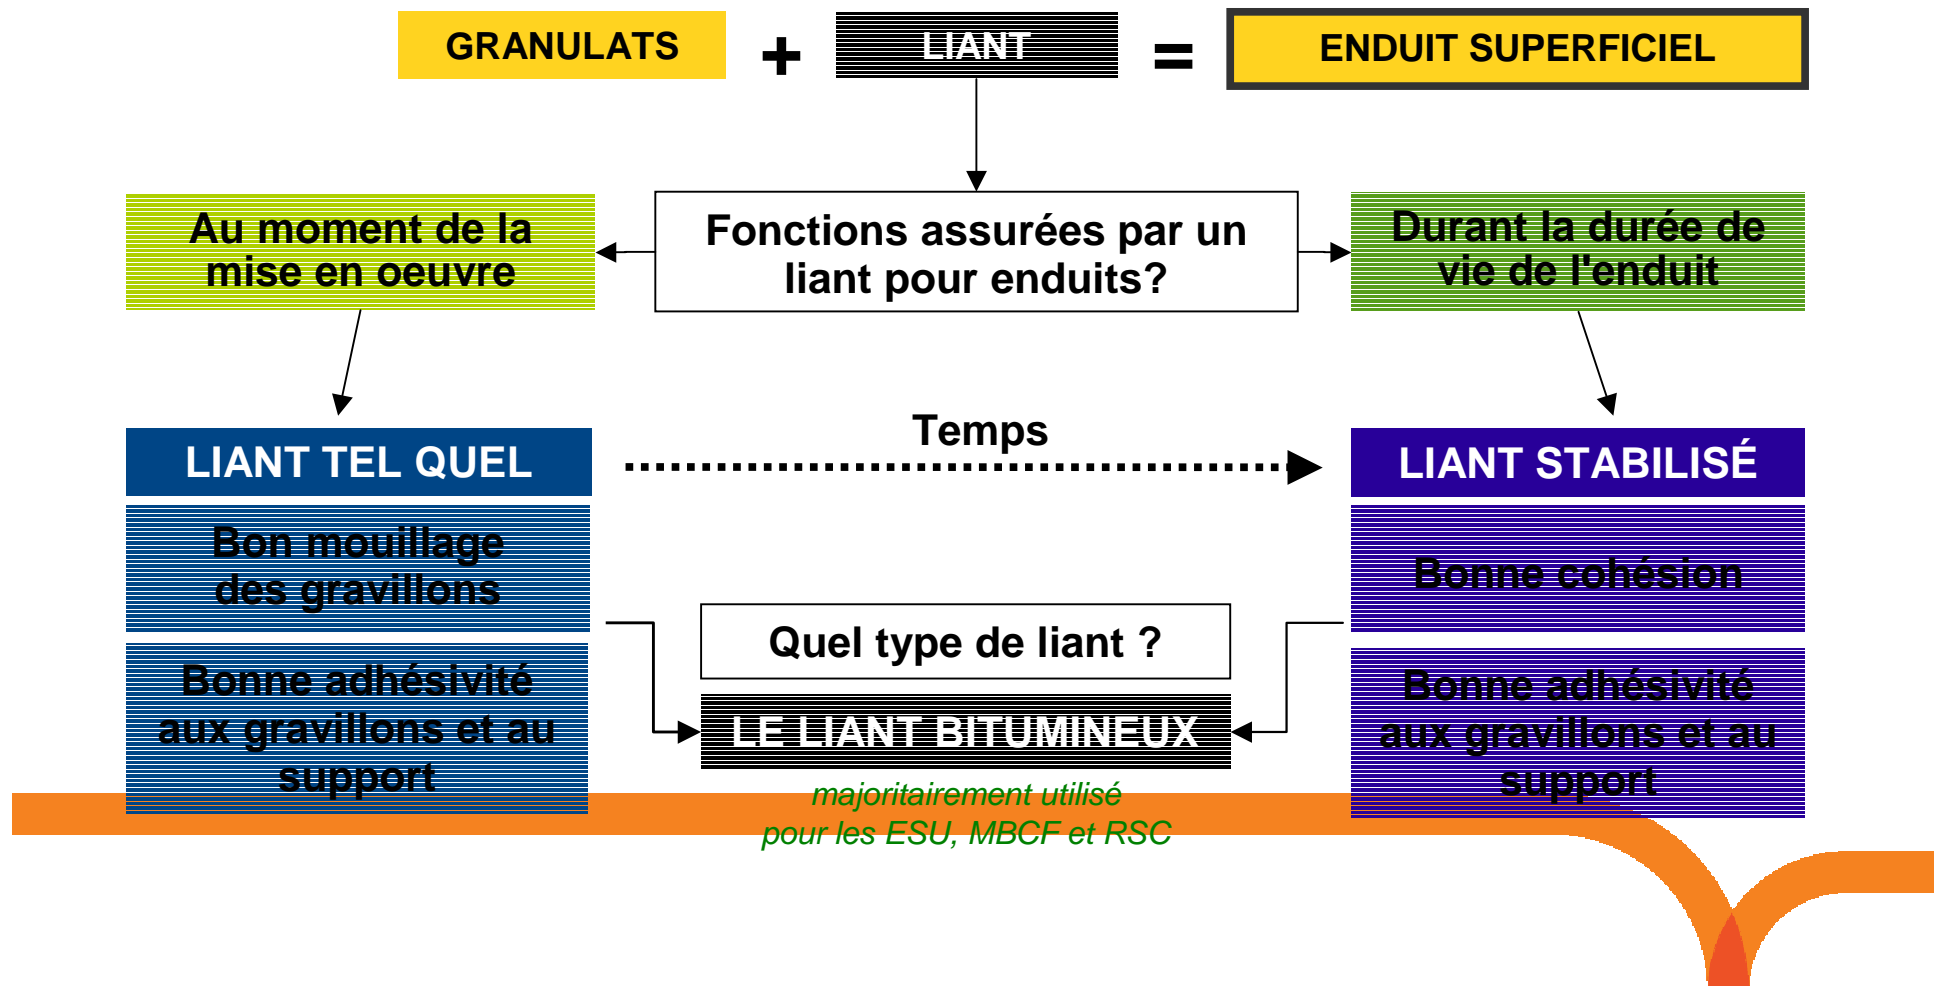 GRANULATS + LIANT = ENDUIT SUPERFICIEL
Au moment de la
mise en oeuvre
Fonctions assurées par un
liant pour enduits?
Durant la durée de
vie de l'enduit
Temps
LIANT TEL QUEL
LIANT STABILISÉ
Bon mouillage
des gravillons
Bonne adhésivité
aux gravillons et au
support
Quel type de liant ?
LE LIANT BITUMINEUX
majoritairement utilisé
pour les ESU, MBCF et RSC
Bonne cohésion
Bonne adhésivité
aux gravillons et au
support